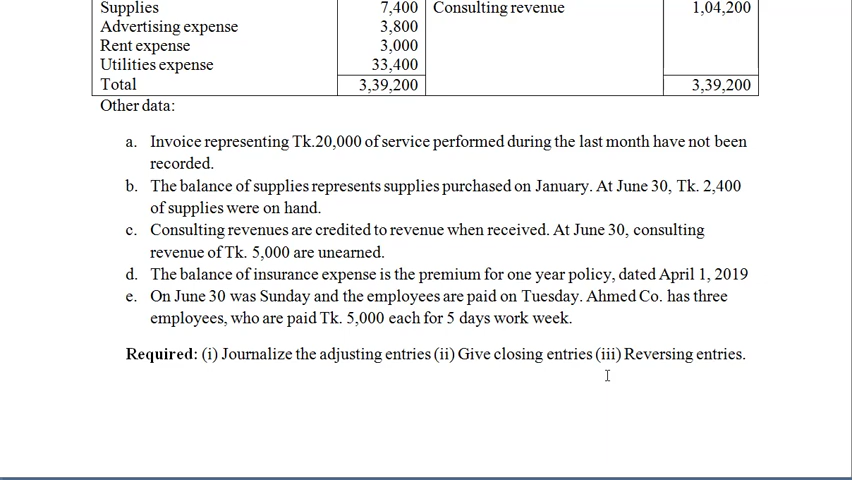 Supplies 7,400 Consulting revenue 1,04,200
Advertising expense 3,800
Rent expense 3,000
Utilities expense 33,400
Total 3,39,200 3,39,200
Other data:
a. Invoice representing Tk.20,000 of service performed during the last month have not been
recorded.
b. The balance of supplies represents supplies purchased on January. At June 30, Tk. 2,400
of supplies were on hand.
c. Consulting revenues are credited to revenue when received. At June 30, consulting
revenue of Tk. 5,000 are unearned.
d. The balance of insurance expense is the premium for one year policy, dated April 1, 2019
e. On June 30 was Sunday and the employees are paid on Tuesday. Ahmed Co. has three
employees, who are paid Tk. 5,000 each for 5 days work week.
Required: (i) Journalize the adjusting entries (ii) Give closing entries (iii) Reversing entries.